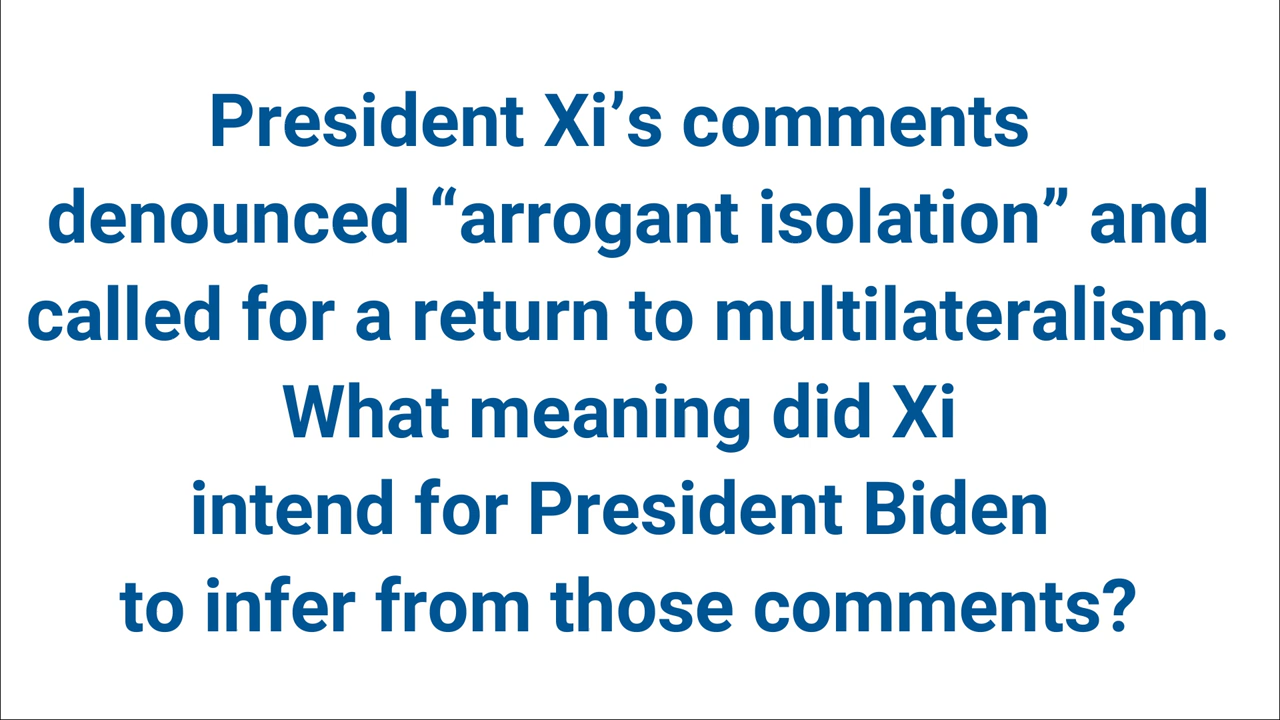 President Xi’s comments
denounced “arrogant isolation” and
called for a return to multilateralism.
What meaning did Xi
intend for President Biden
to infer from those comments?